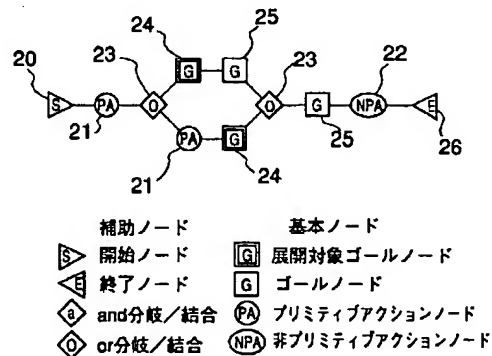 24 25
20 23 23 22
G G
S PA O O G NPA E
21 25 26
PA G
21 24
補助ノード 基本ノード
S 開始ノード G 展開対象ゴールノード
E 終了ノード G ゴールノード
a and分岐/結合 PA プリミティブアクションノード
O or分岐/結合 NPA 非プリミティブアクションノード